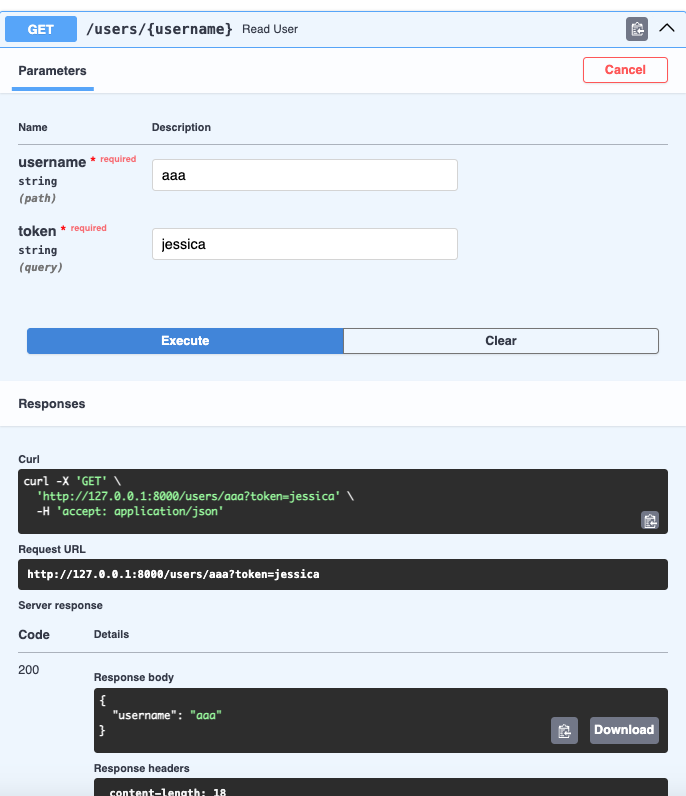 GET /users/{username} Read User
Parameters Cancel
Name Description
username * required
string
(path)
aaa
token * required
string
(query)
jessica
Execute Clear
Responses
Curl
curl -X 'GET' \
'http://127.0.0.1:8000/users/aaa?token=jessica' \
-H 'accept: application/json'
Request URL
http://127.0.0.1:8000/users/aaa?token=jessica
Server response
Code Details
200
Response body
{
"username": "aaa"
}
Download
Response headers
content-length: 18